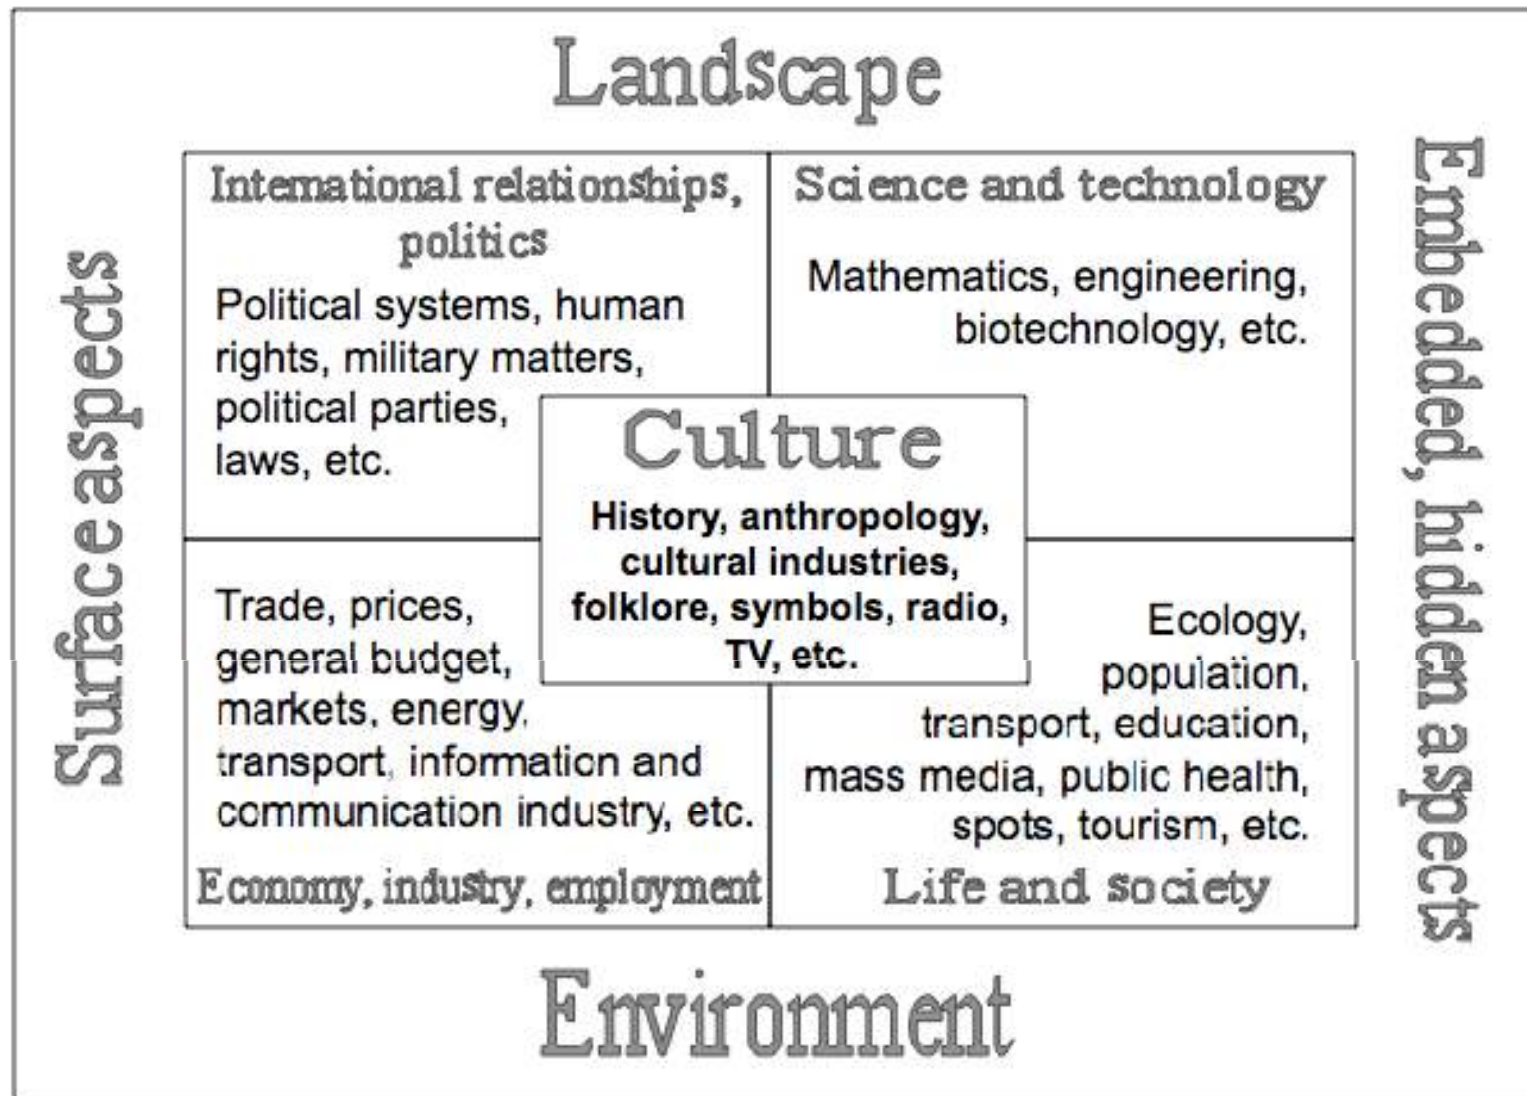 Landscape
Surface aspects
International relationships,
politics
Political systems, human
rights, military matters,
political parties,
laws, etc.
Science and technology
Mathematics, engineering,
biotechnology, etc.
Culture
History, anthropology,
cultural industries,
folklore, symbols, radio,
TV, etc.
Trade, prices,
general budget,
markets, energy,
transport, information and
communication industry, etc.
Economy, industry, employment
Ecology,
population,
transport, education,
mass media, public health,
spots, tourism, etc.
Life and society
Embedded, hidden aspects
Environment